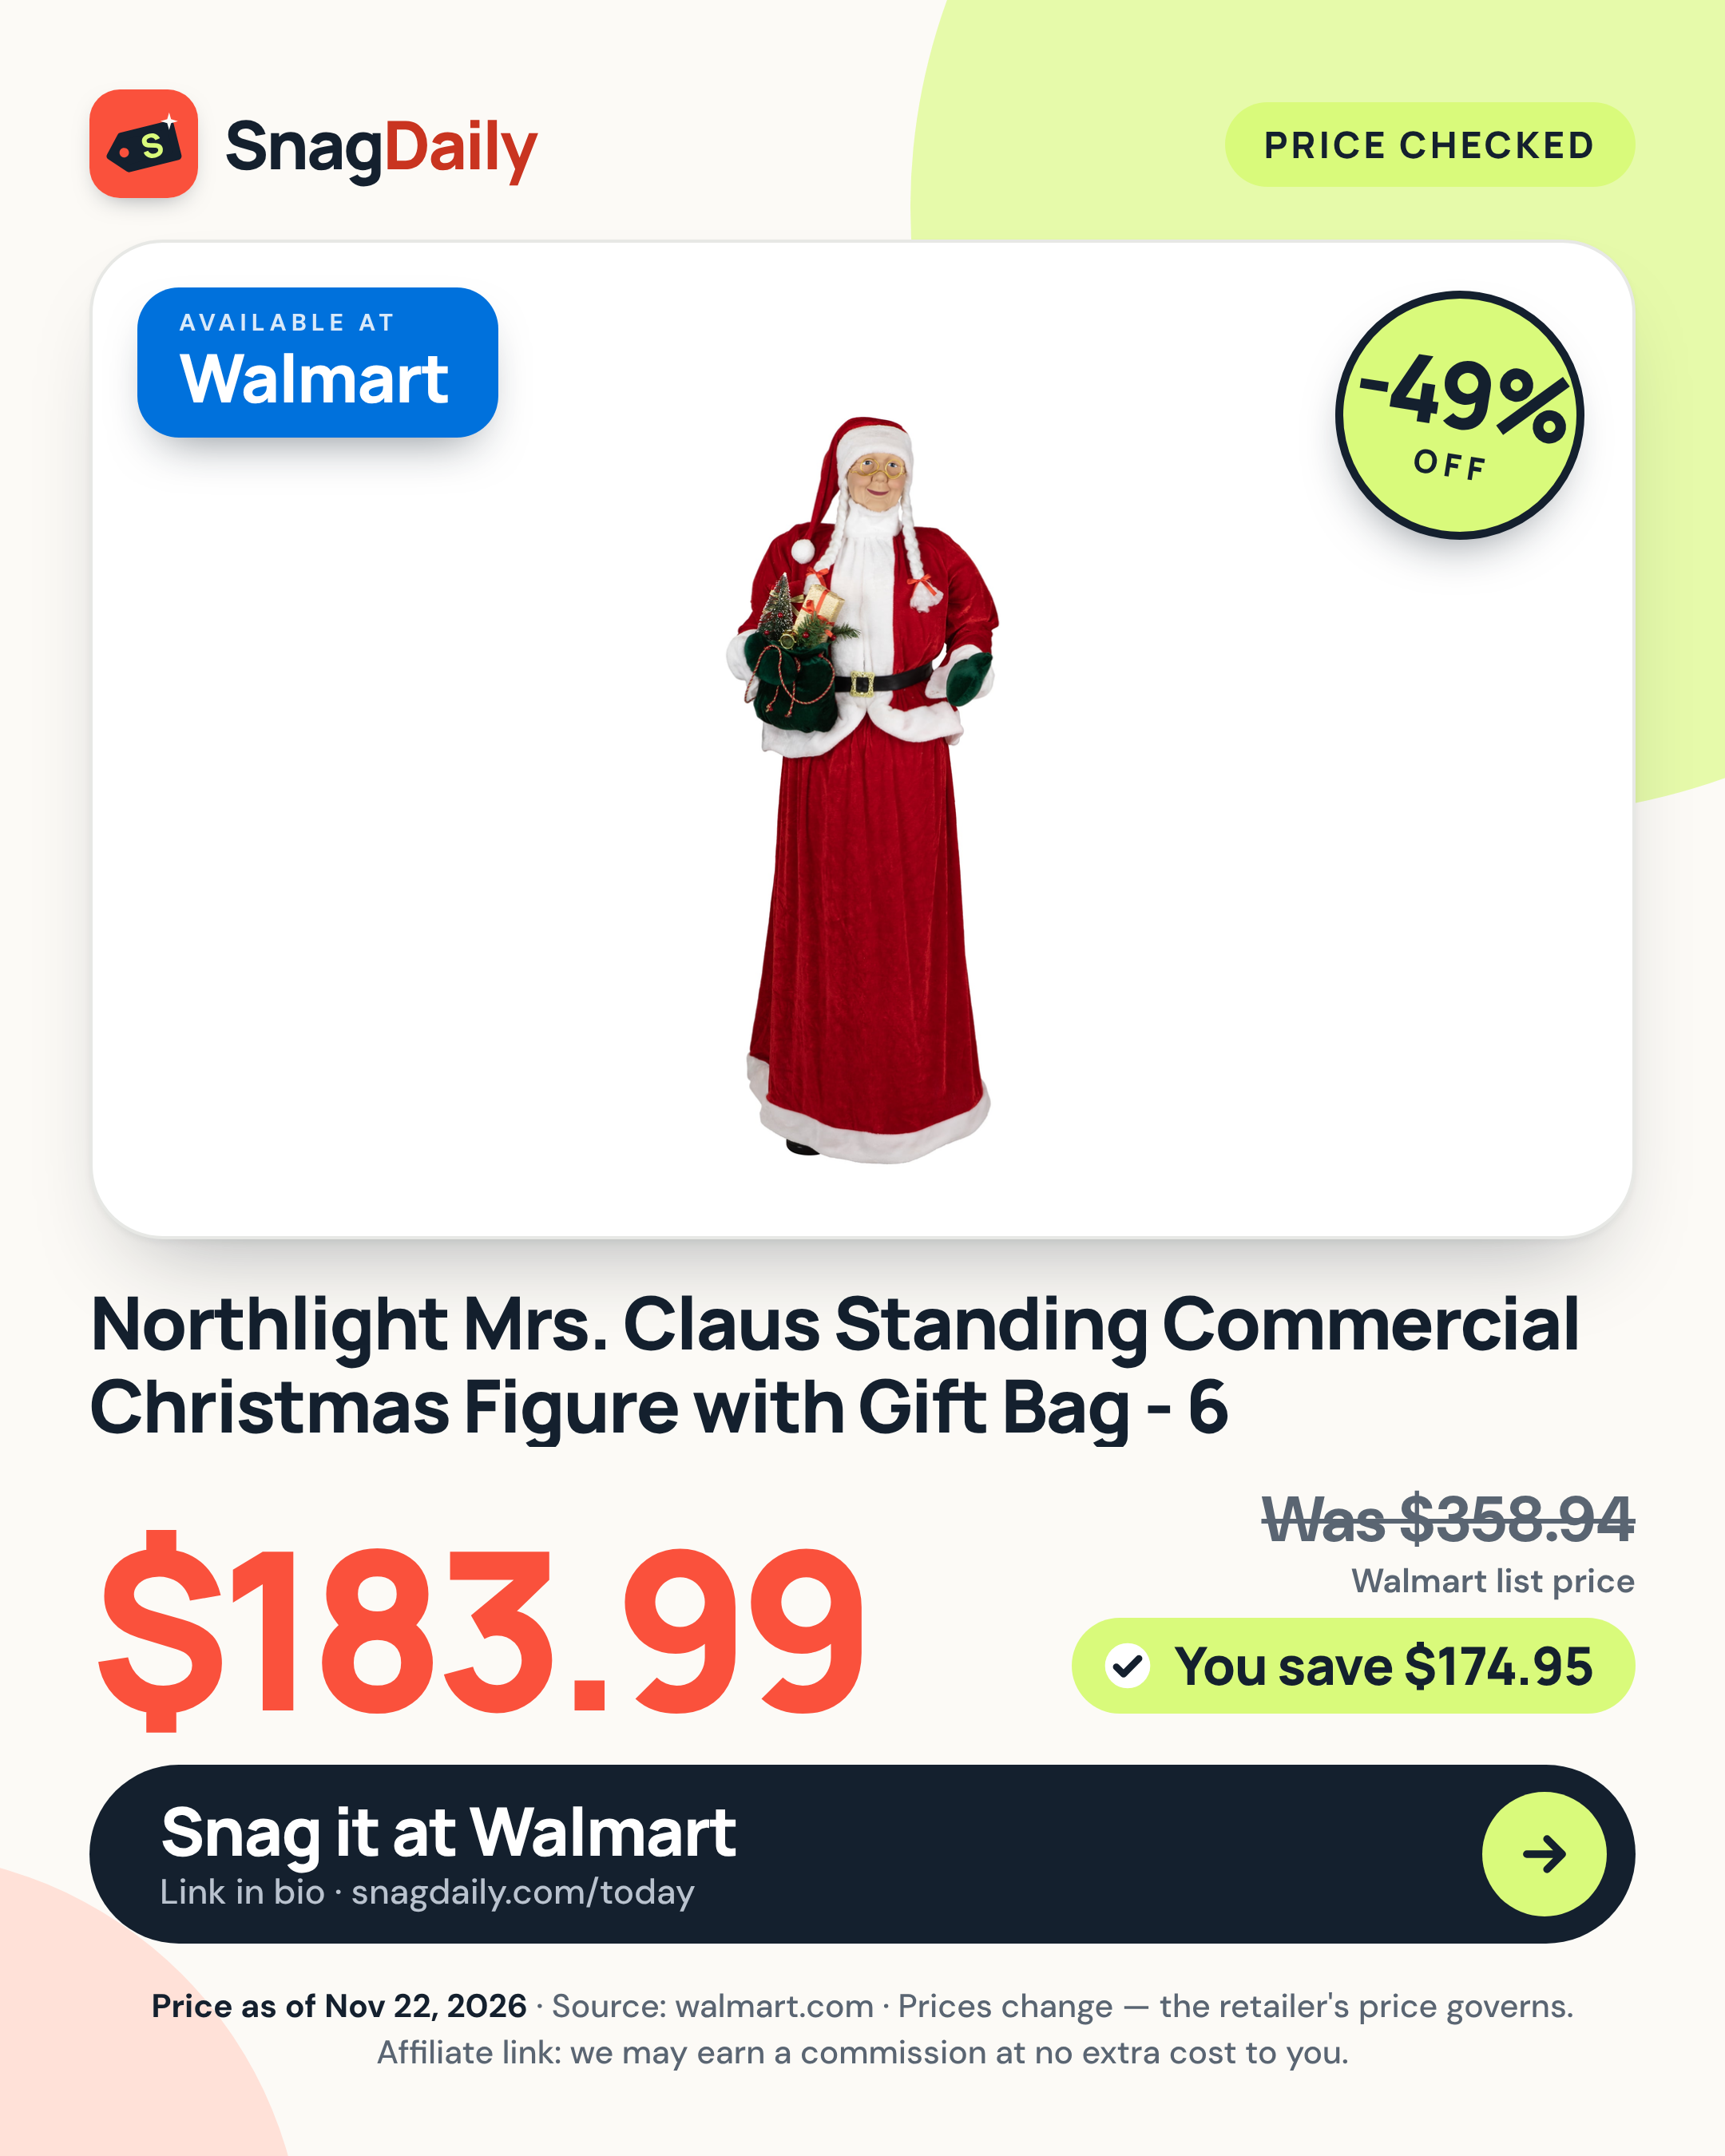 S
SnagDaily
PRICE CHECKED
AVAILABLE AT
Walmart
-49%
OFF
Northlight Mrs. Claus Standing Commercial
Christmas Figure with Gift Bag - 6
$183.99
Was $358.94
Walmart list price
You save $174.95
Snag it at Walmart
Link in bio · snagdaily.com/today
Price as of Nov 22, 2026 · Source: walmart.com · Prices change — the retailer's price governs.
Affiliate link: we may earn a commission at no extra cost to you.